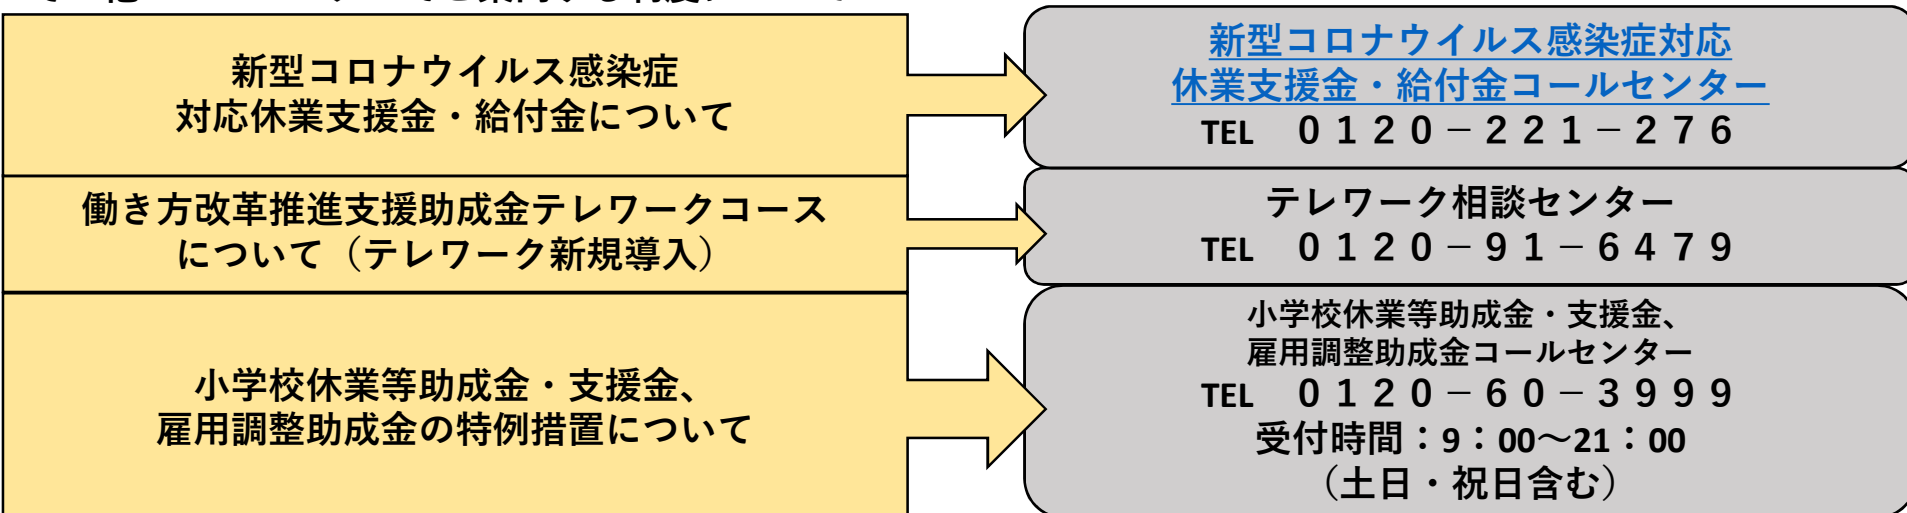 新型コロナウイルス感染症
対応休業支援金・給付金について
新型コロナウイルス感染症対応
休業支援金・給付金コールセンター
TEL　０１２０－２２１－２７６
働き方改革推進支援助成金テレワークコース
について（テレワーク新規導入）
テレワーク相談センター
TEL　０１２０－９１－６４７９
小学校休業等助成金・支援金、
雇用調整助成金の特例措置について
小学校休業等助成金・支援金、
雇用調整助成金コールセンター
TEL　０１２０－６０－３９９９
受付時間：9：00～21：00
（土日・祝日含む）